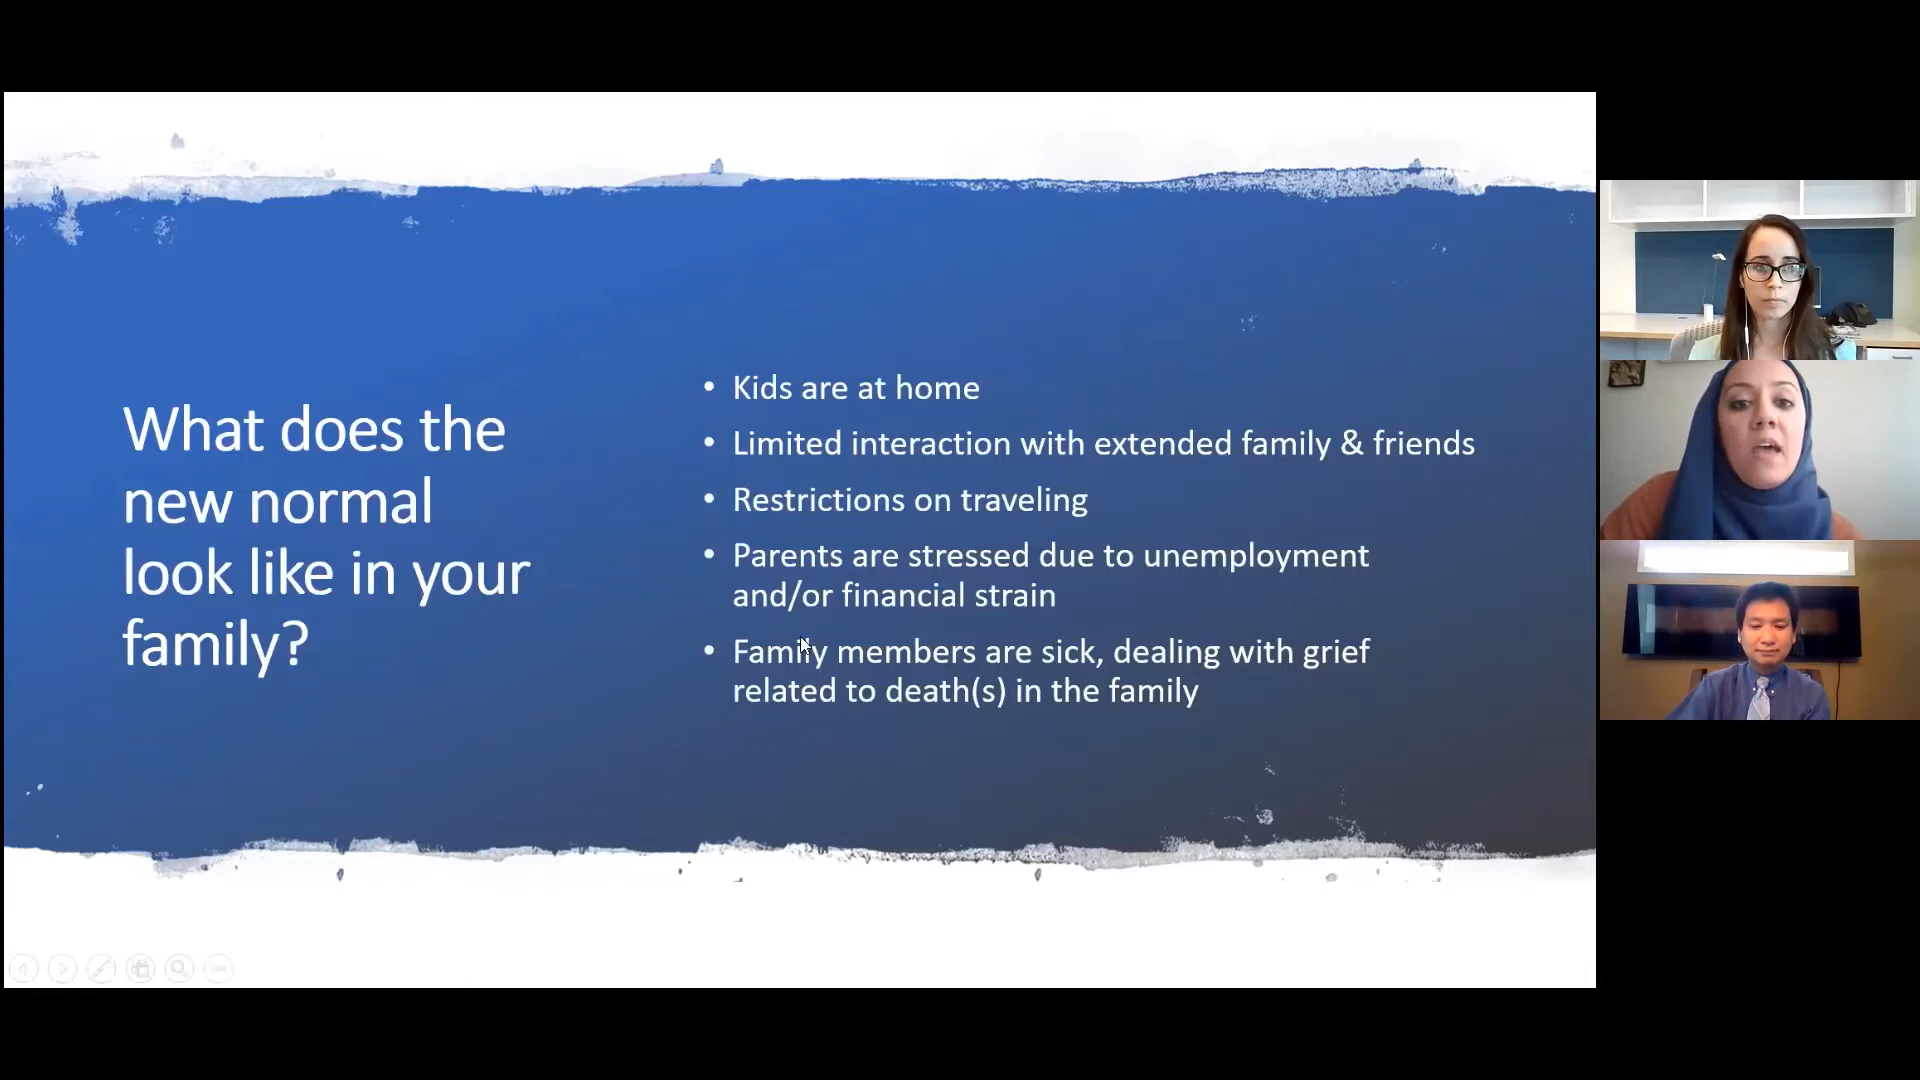 What does the
new normal
look like in your
family?
• Kids are at home
• Limited interaction with extended family & friends
• Restrictions on traveling
• Parents are stressed due to unemployment
and/or financial strain
• Family members are sick, dealing with grief
related to death(s) in the family